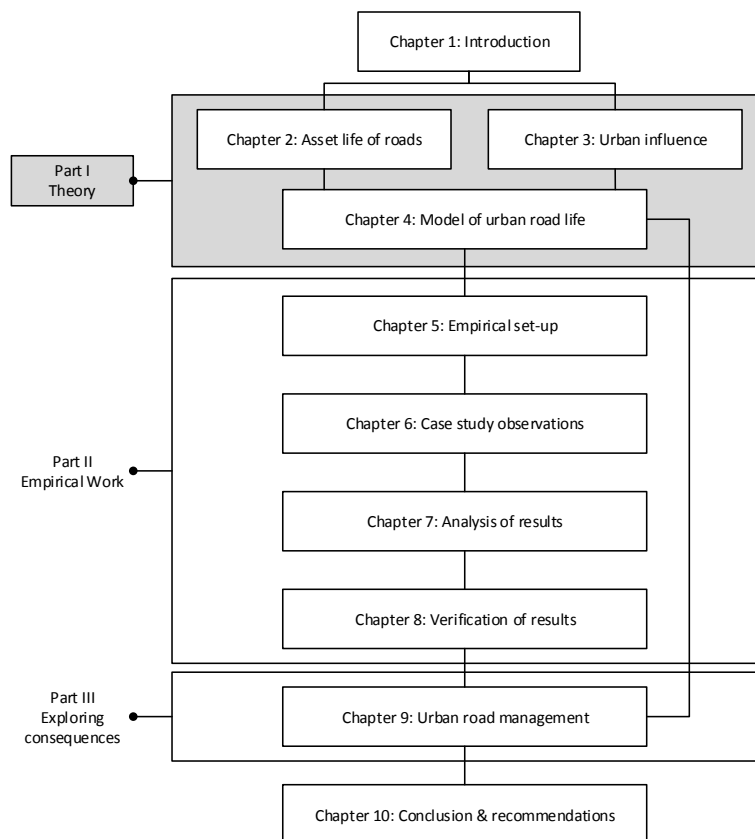 Chapter 1: Introduction
Chapter 2: Asset life of roads
Chapter 3: Urban influence
Part I
Theory
Chapter 4: Model of urban road life
Chapter 5: Empirical set-up
Chapter 6: Case study observations
Part II
Empirical Work
Chapter 7: Analysis of results
Chapter 8: Verification of results
Part III
Exploring
consequences
Chapter 9: Urban road management
Chapter 10: Conclusion & recommendations